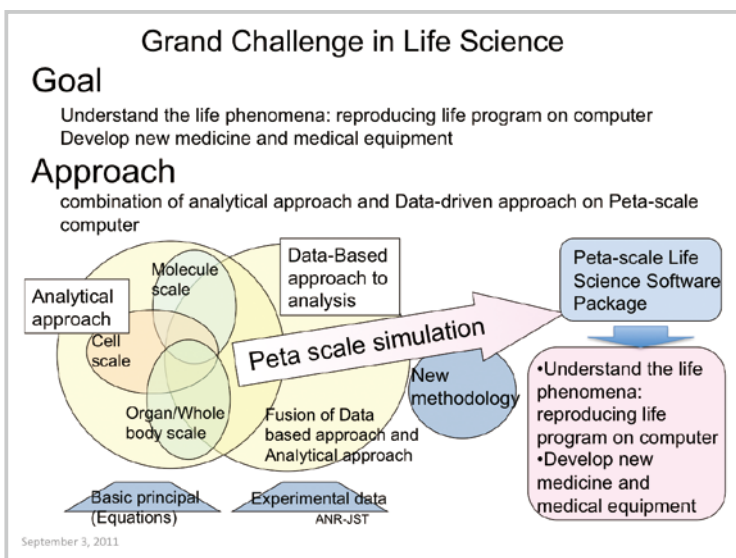 Grand Challenge in Life Science
Goal
Understand the life phenomena: reproducing life program on computer
Develop new medicine and medical equipment
Approach
combination of analytical approach and Data-driven approach on Peta-scale
computer
Analytical
approach
Molecule
scale
Cell
scale
Organ/Whole
body scale
Data-Based
approach to
analysis
Peta scale simulation
Fusion of Data
based approach and
Analytical approach
New
methodology
Peta-scale Life
Science Software
Package
•Understand the life
phenomena:
reproducing life
program on computer
•Develop new
medicine and
medical equipment
Basic principal
(Equations)
Experimental data
ANR-JST
September 3, 2011